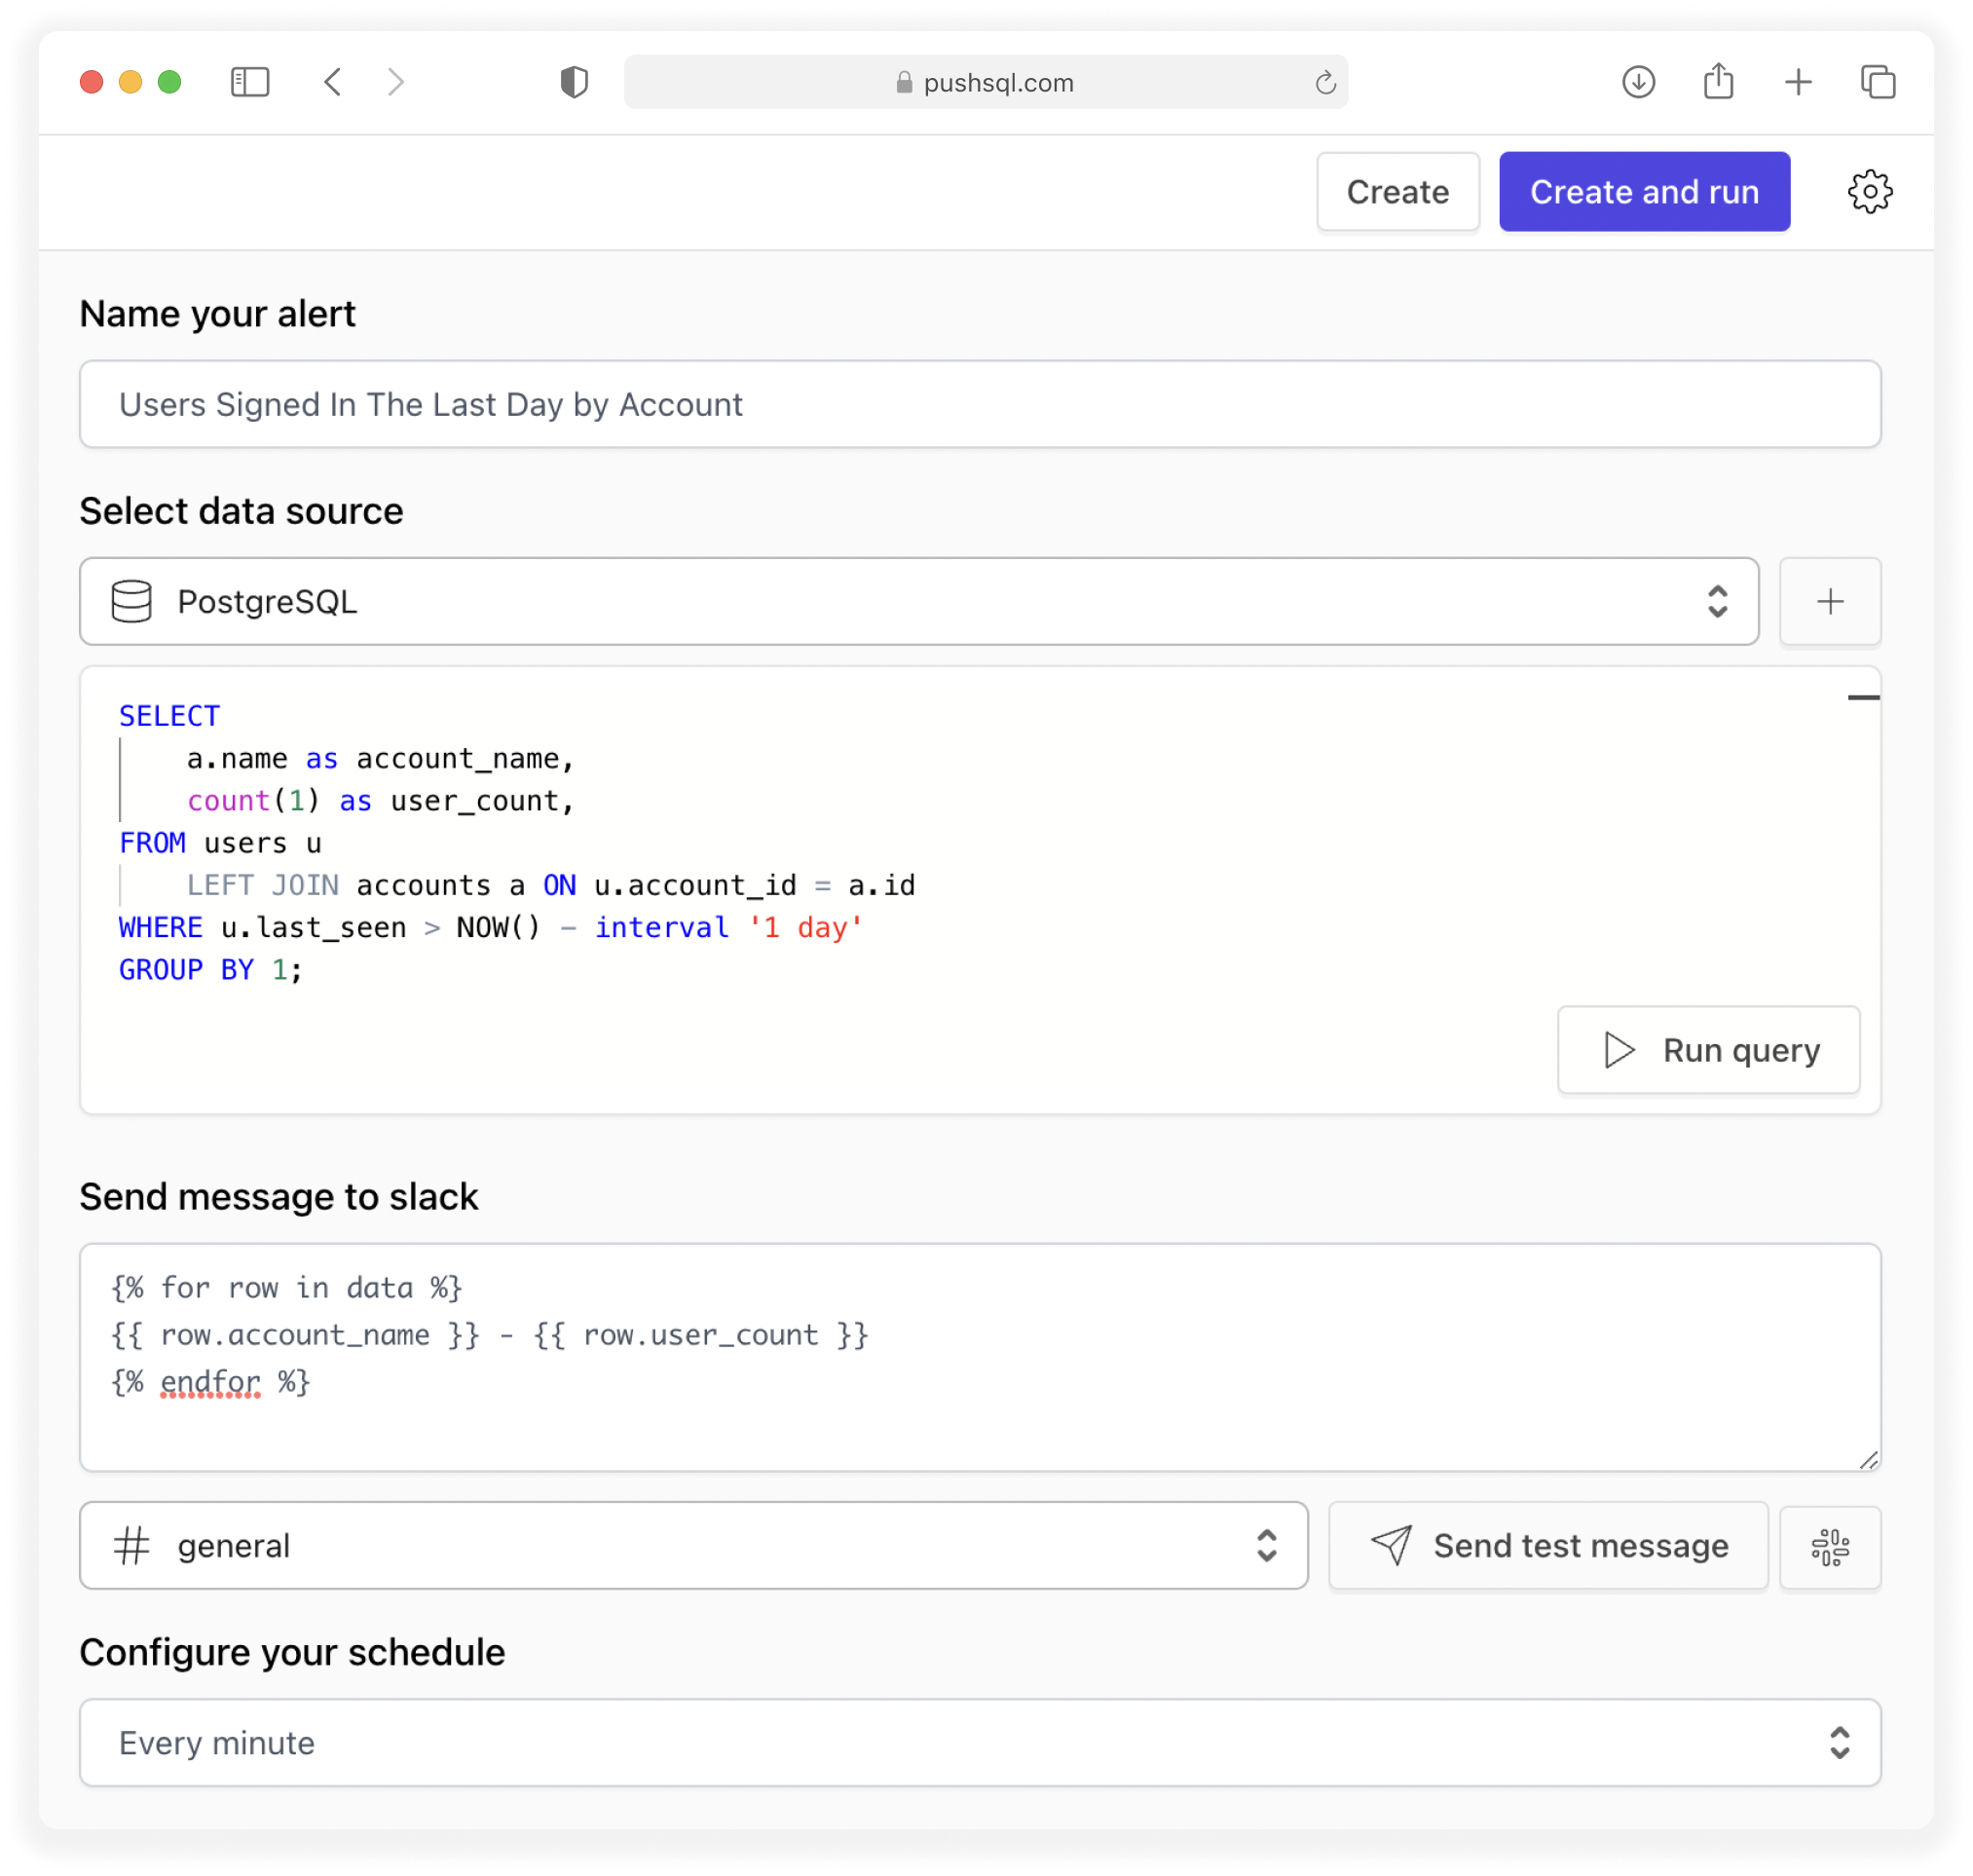 pushsql.com
Create
Create and run
Name your alert
Users Signed In The Last Day by Account
Select data source
PostgreSQL
SELECT
    a.name as account_name,
    count(1) as user_count,
FROM users u
    LEFT JOIN accounts a ON u.account_id = a.id
WHERE u.last_seen > NOW() - interval '1 day'
GROUP BY 1;
Run query
Send message to slack
{% for row in data %}
{{ row.account_name }} - {{ row.user_count }}
{% endfor %}
# general
Send test message
Configure your schedule
Every minute